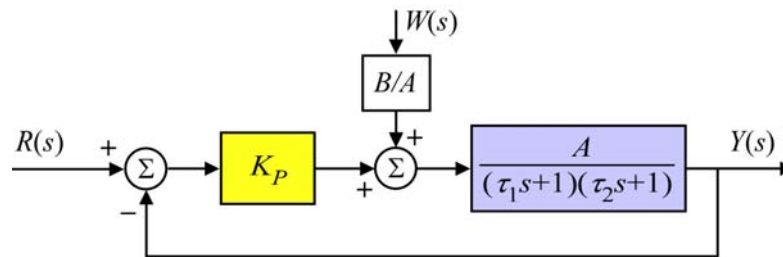 W(s)
B/A
R(s)
+
Σ
−
K_P
+
+
Σ
A
(τ₁s+1)(τ₂s+1)
Y(s)